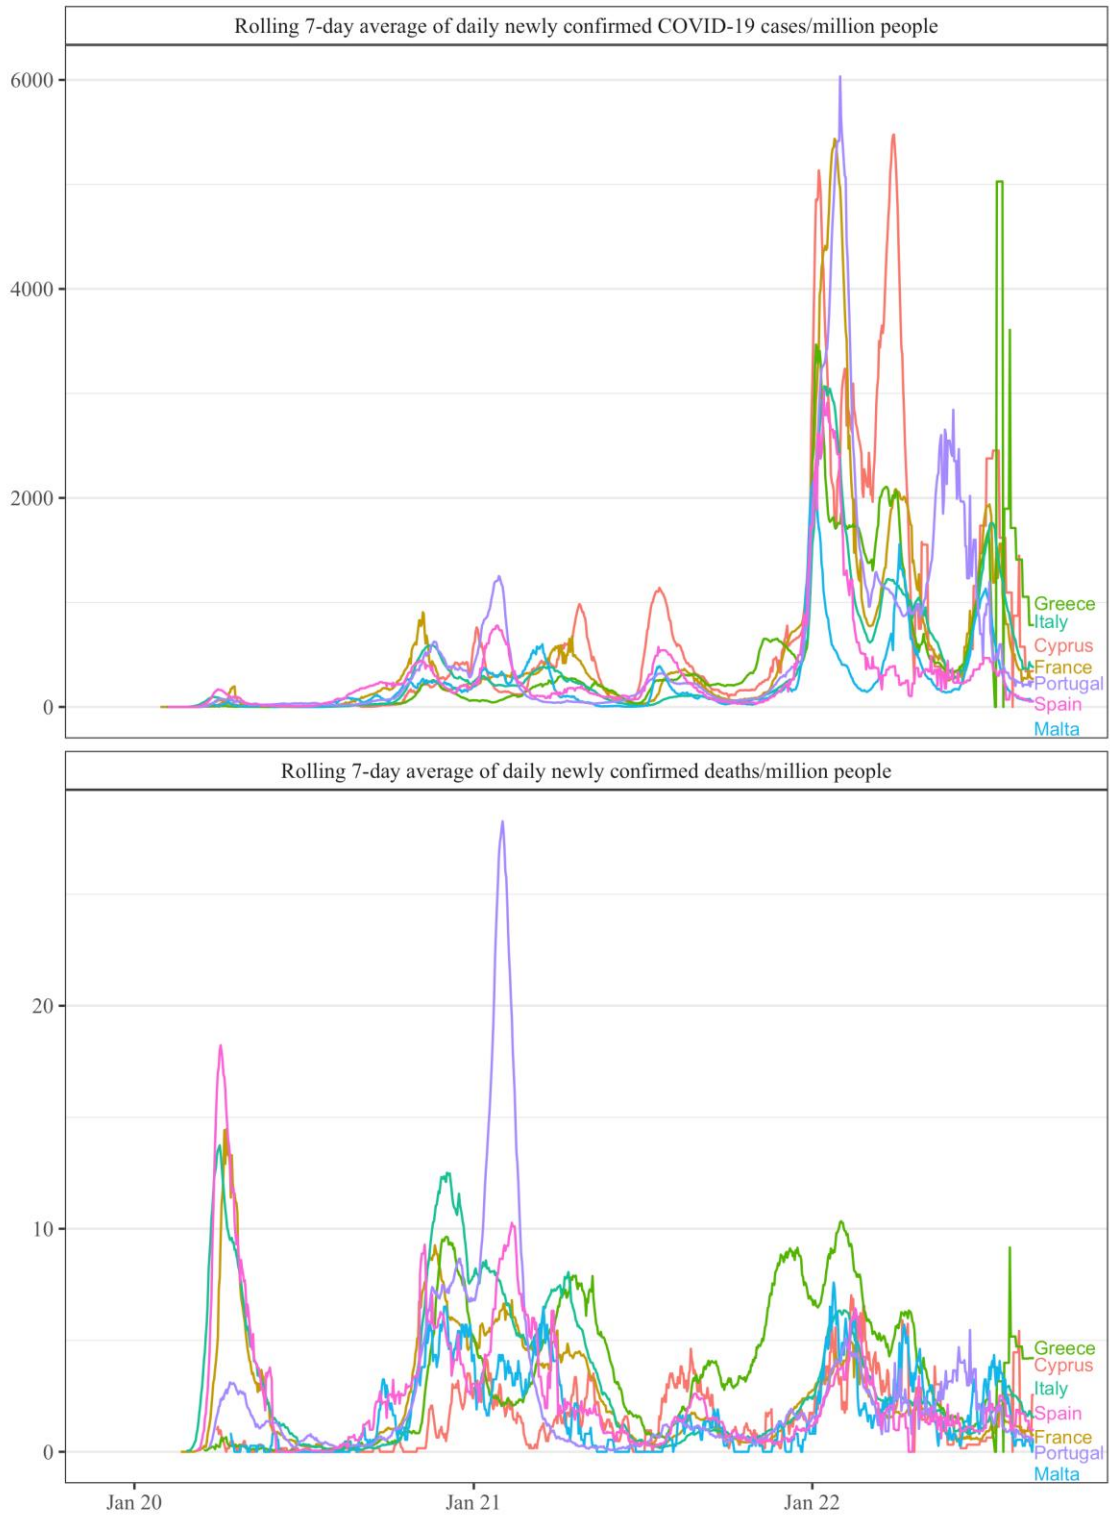 Rolling 7-day average of daily newly confirmed COVID-19 cases/million people
6000
4000
2000
0
Greece
Italy
Cyprus
France
Portugal
Spain
Malta
Rolling 7-day average of daily newly confirmed deaths/million people
20
10
0
Greece
Cyprus
Italy
Spain
France
Portugal
Malta
Jan 20 Jan 21 Jan 22